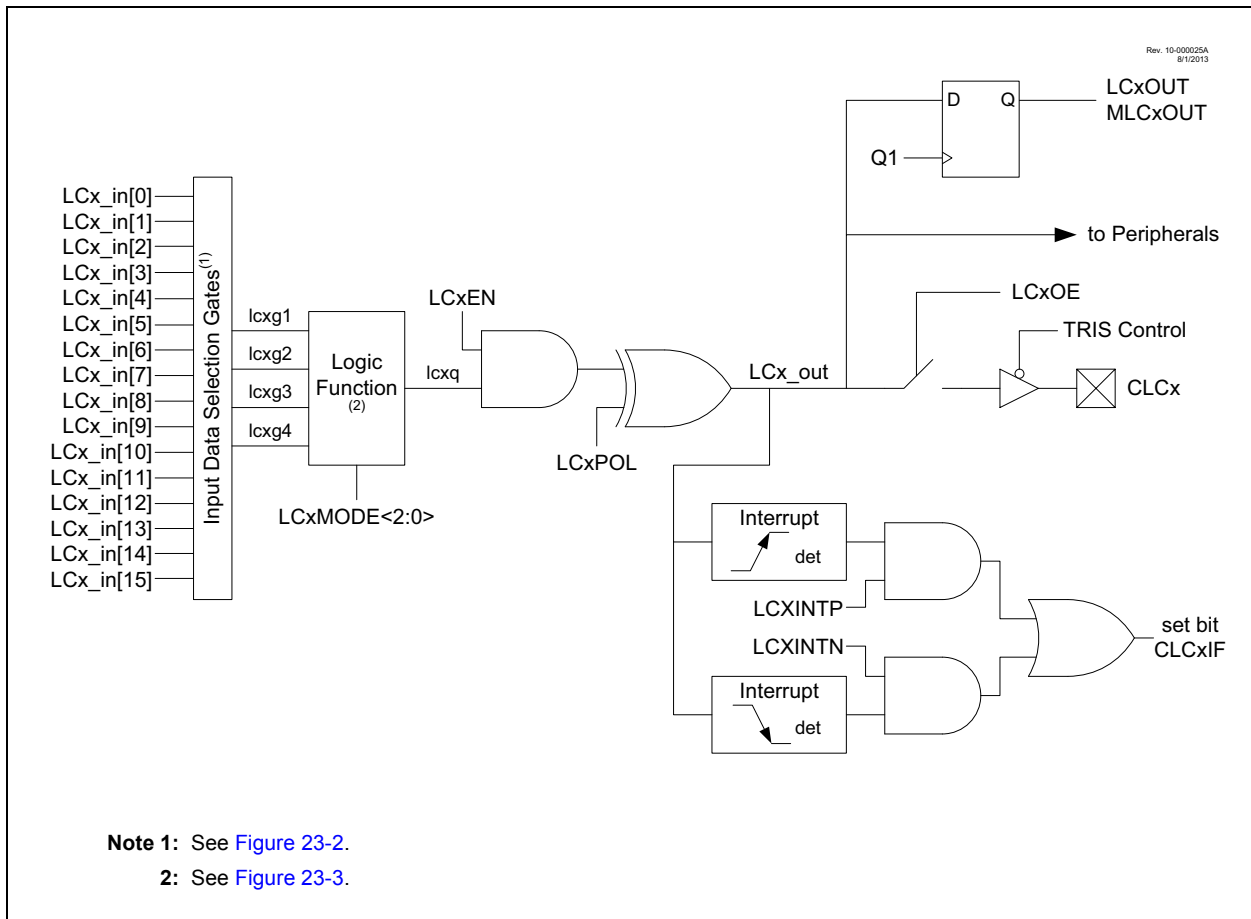 Rev. 10-000025A
8/1/2013
D
Q
LCxOUT
MLCxOUT
Q1
to Peripherals
LCx_in[0]
LCx_in[1]
LCx_in[2]
LCx_in[3]
LCx_in[4]
LCx_in[5]
LCx_in[6]
LCx_in[7]
LCx_in[8]
LCx_in[9]
LCx_in[10]
LCx_in[11]
LCx_in[12]
LCx_in[13]
LCx_in[14]
LCx_in[15]
Input Data Selection Gates(1)
lcxg1
lcxg2
lcxg3
lcxg4
Logic
Function
(2)
LCxMODE<2:0>
lcxq
LCxEN
LCxPOL
LCx_out
LCxOE
TRIS Control
CLCx
Interrupt
det
LCXINTP
LCXINTN
Interrupt
det
set bit
CLCxIF
Note 1: See Figure 23-2.
2: See Figure 23-3.